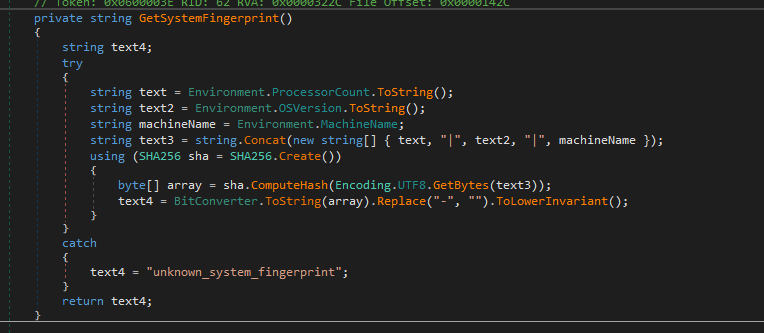 // Token: 0x0600003E RID: 62 RVA: 0x0000322C File Offset: 0x0000142C
private string GetSystemFingerprint()
{
string text4;
try
{
string text = Environment.ProcessorCount.ToString();
string text2 = Environment.OSVersion.ToString();
string machineName = Environment.MachineName;
string text3 = string.Concat(new string[] { text, "|", text2, "|", machineName });
using (SHA256 sha = SHA256.Create())
{
byte[] array = sha.ComputeHash(Encoding.UTF8.GetBytes(text3));
text4 = BitConverter.ToString(array).Replace("-", "").ToLowerInvariant();
}
}
catch
{
text4 = "unknown_system_fingerprint";
}
return text4;
}